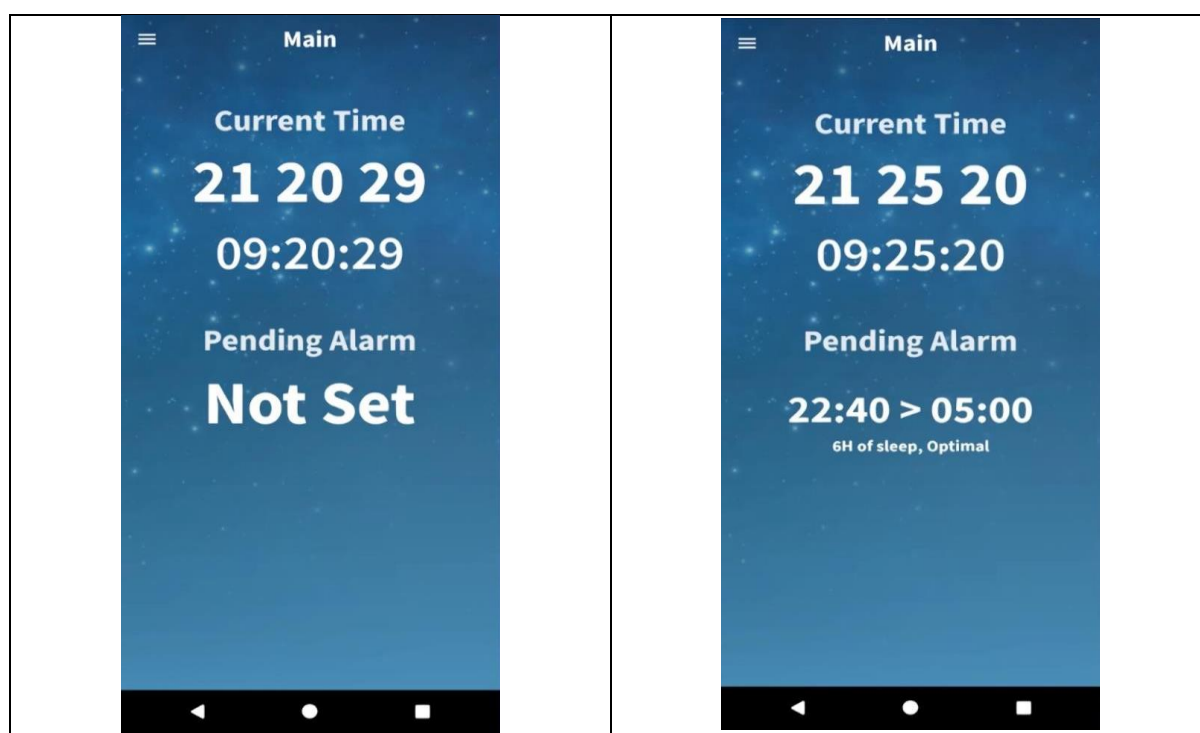 Main
Current Time
21 20 29
09:20:29
Pending Alarm
Not Set
Main
Current Time
21 25 20
09:25:20
Pending Alarm
22:40 > 05:00
6H of sleep, Optimal